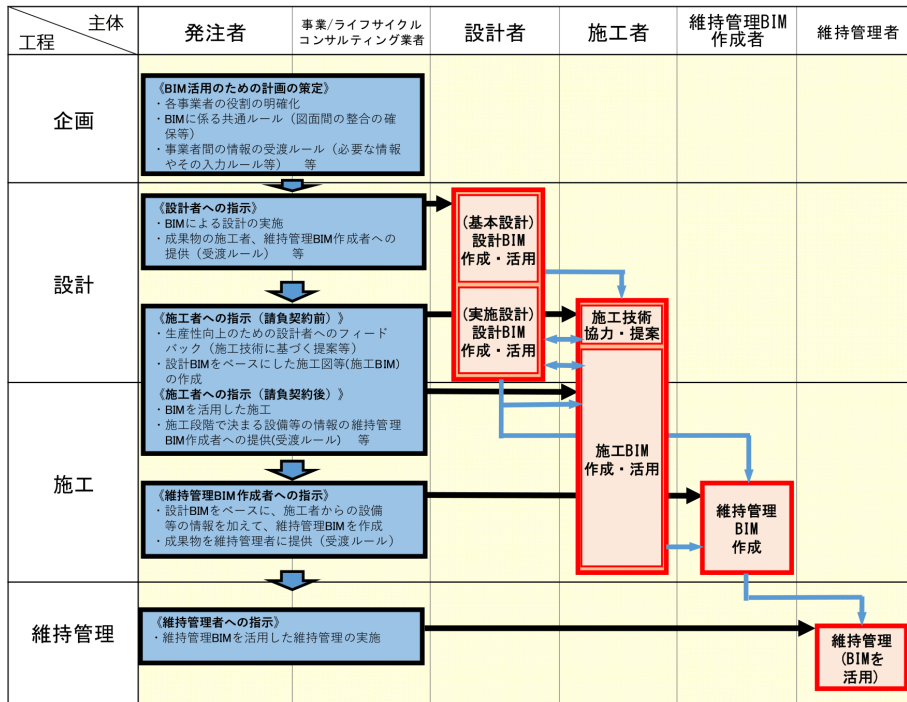 主体
工程
発注者
事業/ライフサイクル
コンサルティング業者
設計者
施工者
維持管理BIM
作成者
維持管理者
企画
《BIM活用のための計画の策定》
・各事業者の役割の明確化
・BIMに係る共通ルール（図面間の整合の確
保等）
・事業者間の情報の受渡ルール（必要な情報
やその入力ルール等）　等
設計
《設計者への指示》
・BIMによる設計の実施
・成果物の施工者、維持管理BIM作成者への
提供（受渡ルール）　等
(基本設計)
設計BIM
作成・活用
《施工者への指示（請負契約前）》
・生産性向上のための設計者へのフィード
バック（施工技術に基づく提案等）
・設計BIMをベースにした施工図等(施工BIM)
の作成
《施工者への指示（請負契約後）》
・BIMを活用した施工
・施工段階で決まる設備等の情報の維持管理
BIM作成者への提供(受渡ルール)　等
(実施設計)
設計BIM
作成・活用
施工技術
協力・提案
施工
施工BIM
作成・活用
《維持管理BIM作成者への指示》
・設計BIMをベースに、施工者からの設備
等の情報を加えて、維持管理BIMを作成
・成果物を維持管理者に提供（受渡ルール）
維持管理
BIM
作成
維持管理
《維持管理者への指示》
・維持管理BIMを活用した維持管理の実施
維持管理
(BIMを
活用)